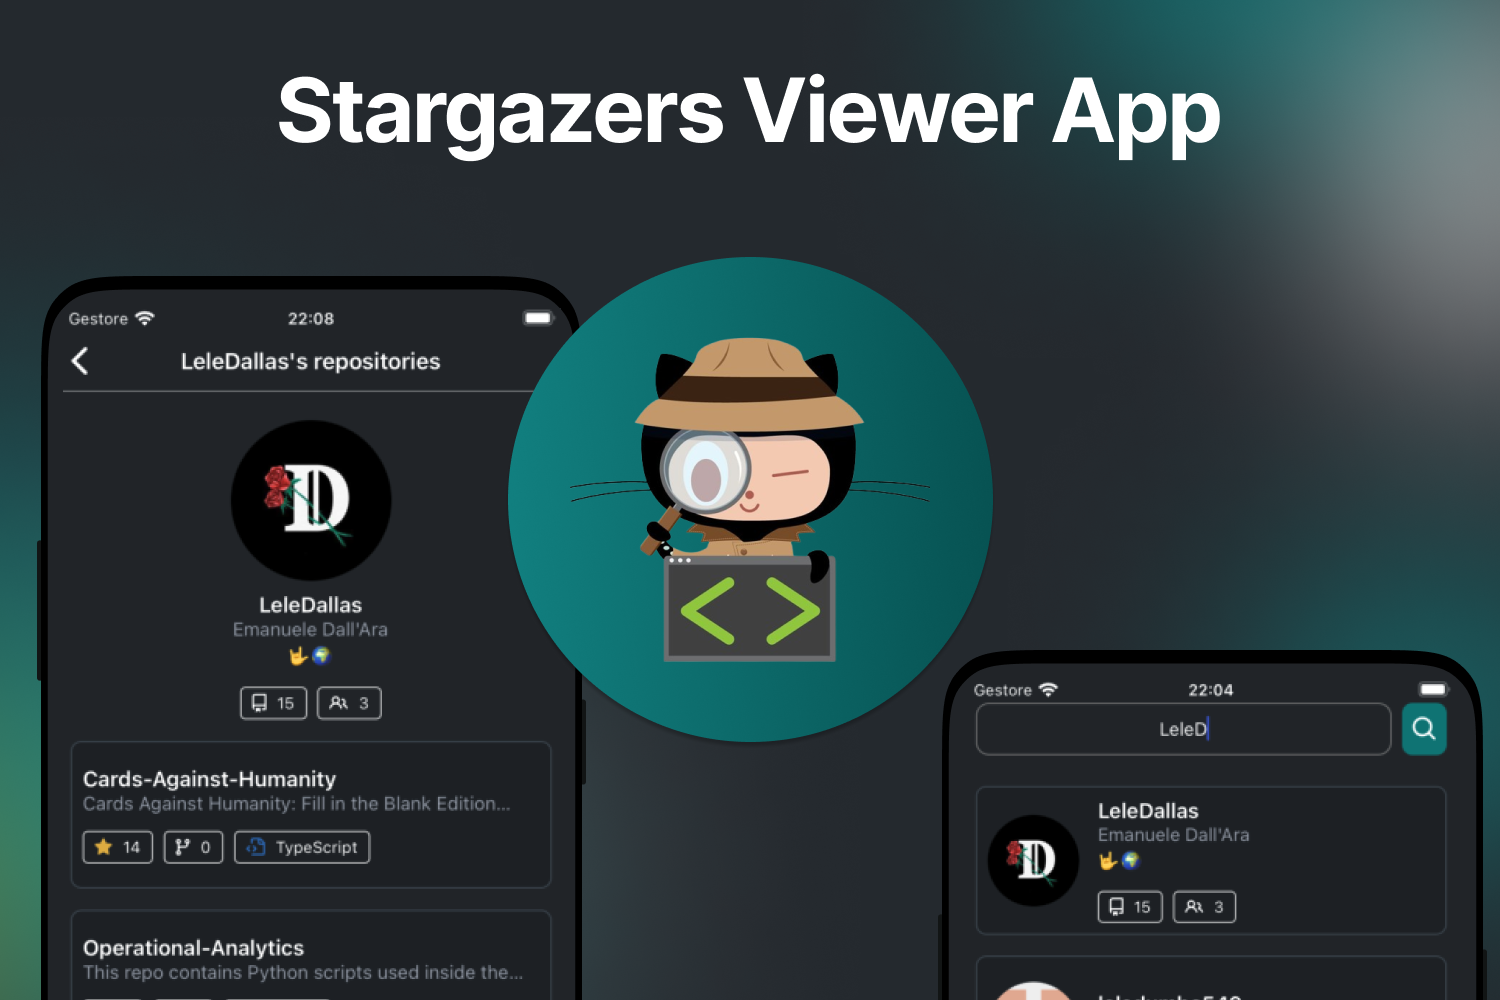 Stargazers Viewer App
Gestore 22:08
LeleDallas's repositories
D
LeleDallas
Emanuele Dall'Ara
🤟🌍
15 3
Cards-Against-Humanity
Cards Against Humanity: Fill in the Blank Edition...
14 0 TypeScript
Operational-Analytics
This repo contains Python scripts used inside the...
< >
Gestore 22:04
LeleD
D
LeleDallas
Emanuele Dall'Ara
🤟🌍
15 3